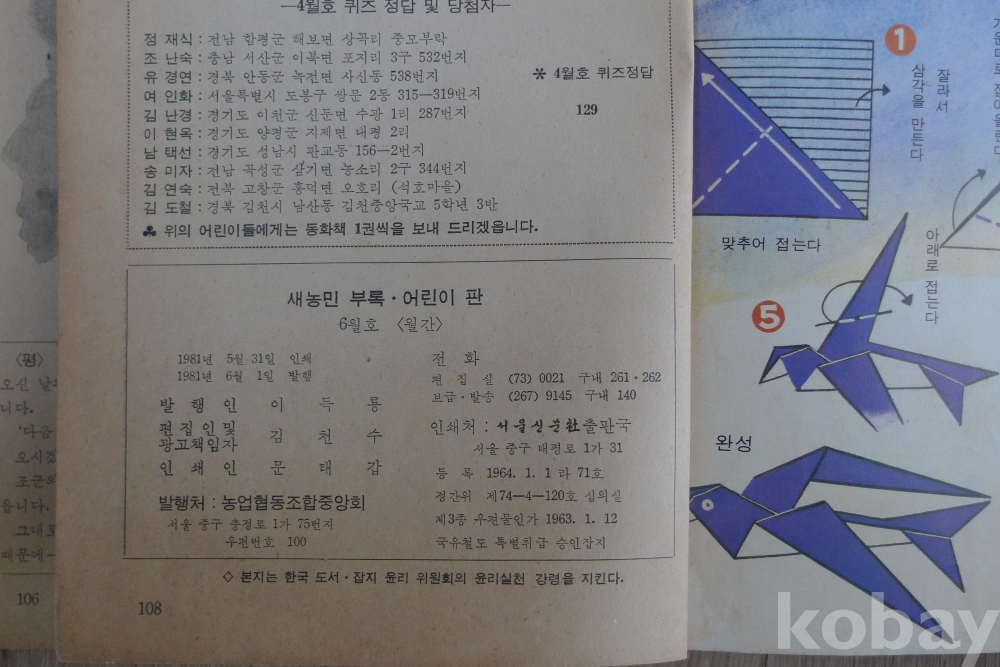 —4월호 퀴즈 정답 및 당첨자—
정 재식 : 전남 함평군 해보면 상곡리 중모부락
조 난숙 : 충남 서산군 이북면 포지리 3구 532번지
유 경연 : 경북 안동군 녹전면 사신동 538번지
여 인화 : 서울특별시 도봉구 쌍문 2동 315—319번지
김 난경 : 경기도 이천군 신둔면 수광 1리 287번지
이 현옥 : 경기도 양평군 지제면 대평 2리
남 택선 : 경기도 성남시 판교동 156—2번지
송 미자 : 전남 곡성군 삼기면 농소리 2구 344번지
김 연숙 : 전북 고창군 흥덕면 오호리 (석호마을)
김 도철 : 경북 김천시 남산동 김천중앙국교 5학년 3반
* 4월호 퀴즈정답
129
♣ 위의 어린이들에게는 동화책 1권씩을 보내 드리겠읍니다.
새농민 부록·어린이 판
6월호 〈월간〉
1981년 5월 31일 인쇄
1981년 6월 1일 발행
발 행 인 이 득 룡
편집인 및 광고책임자 김 천 수
인 쇄 인 문 태 갑
발행처 : 농업협동조합중앙회
서울 중구 충정로 1가 75번지
우편번호 100
전 화
편 집 실 (73) 0021 구내 261·262
보급·발송 (267) 9145 구내 140
인쇄처 : 서울신문社출판국
서울 중구 태평로 1가 31
등 록 1964. 1. 1 라 71호
정간위 제74—4—120호 심의실
제3종 우편물인가 1963. 1. 12
국유철도 특별취급 승인잡지
◇ 본지는 한국 도서·잡지 윤리 위원회의 윤리실천 강령을 지킨다.
108
〈평〉
오신 날
니다.
'다음
오시겠
조군
읍니다.
그대로
때문에—
106
1
잘라서
삼각을 만든다
맞추어 접는다
아래로 접는다
5
완성
kobay